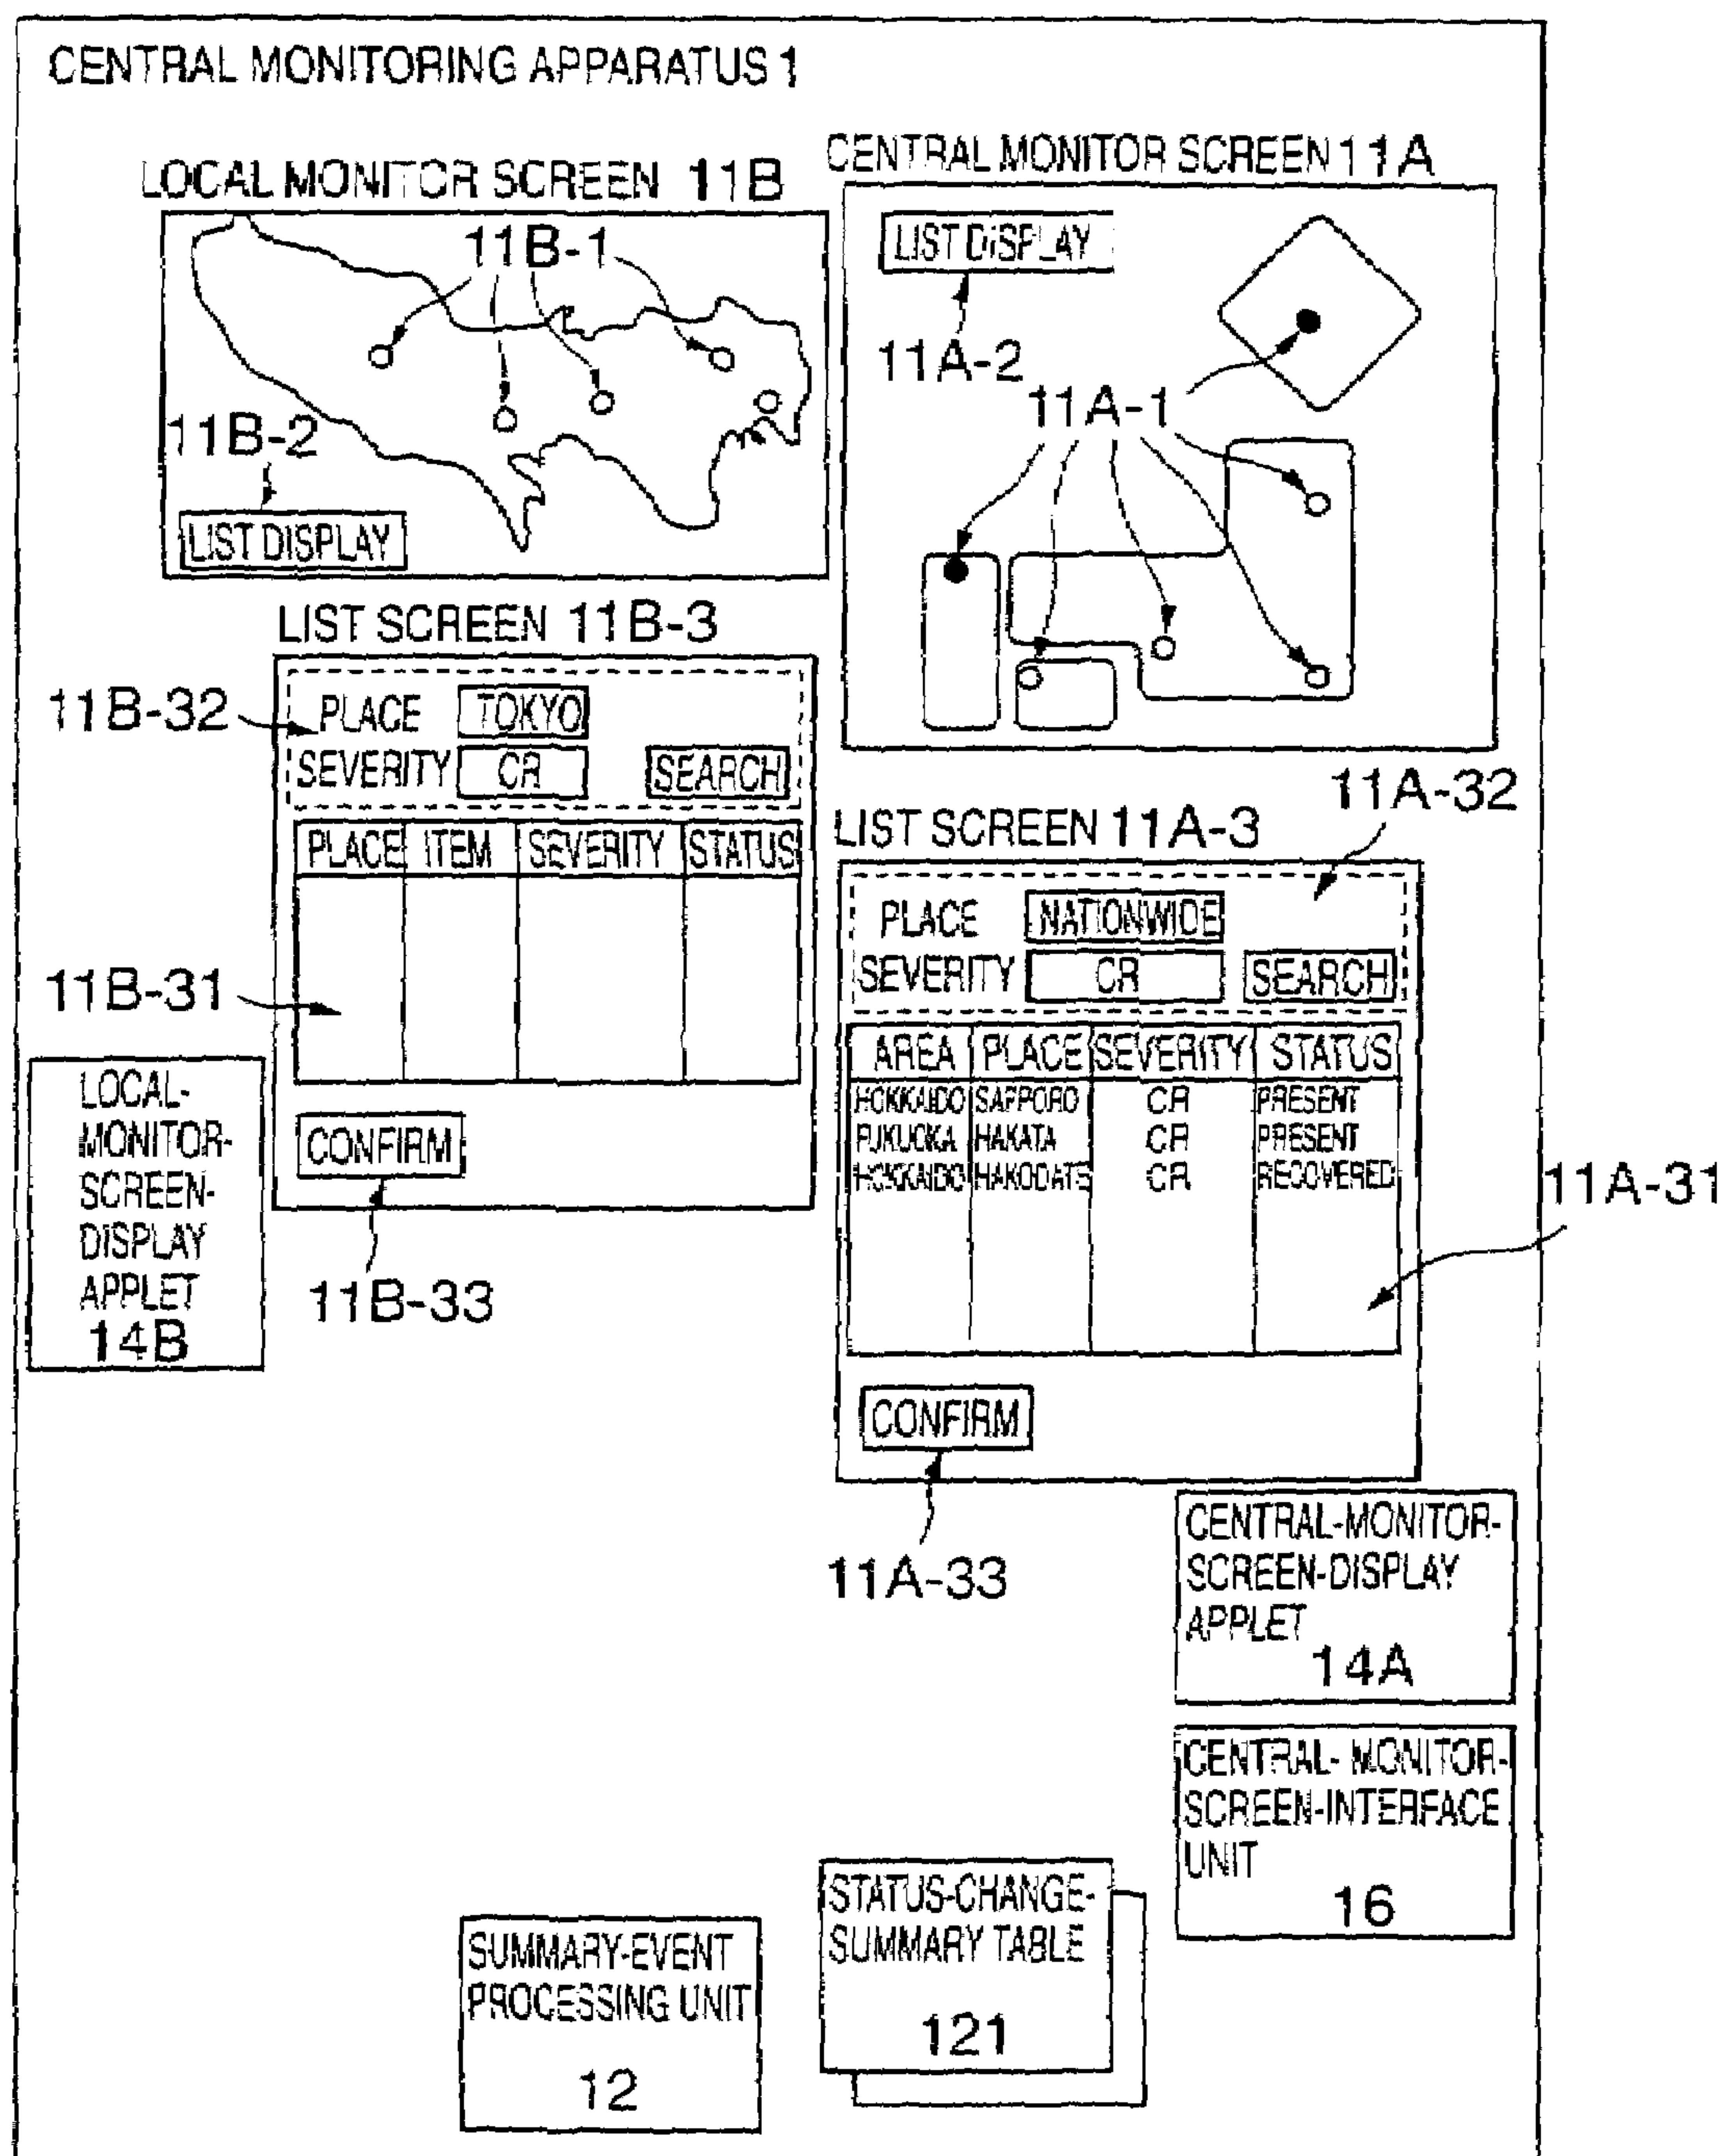 CENTRAL MONITORING APPARATUS 1
LOCAL MONITOR SCREEN 11B
11B-1
11B-2
LIST DISPLAY
CENTRAL MONITOR SCREEN 11A
LIST DISPLAY
11A-2
11A-1
LIST SCREEN 11B-3
11B-32
PLACE TOKYO
SEVERITY CR SEARCH
PLACE ITEM SEVERITY STATUS
11B-31
CONFIRM
11B-33
LOCAL-
MONITOR-
SCREEN-
DISPLAY
APPLET
14B
11A-32
LIST SCREEN 11A-3
PLACE NATIONWIDE
SEVERITY CR SEARCH
AREA PLACE SEVERITY STATUS
HOKKAIDO SAPPORO CR PRESENT
FUKUOKA HAKATA CR PRESENT
HOKKAIDO HAKODATE CR RECOVERED
11A-31
CONFIRM
11A-33
CENTRAL-MONITOR-
SCREEN-DISPLAY
APPLET
14A
CENTRAL- MONITOR-
SCREEN-INTERFACE
UNIT
16
STATUS-CHANGE-
SUMMARY TABLE
121
SUMMARY-EVENT
PROCESSING UNIT
12